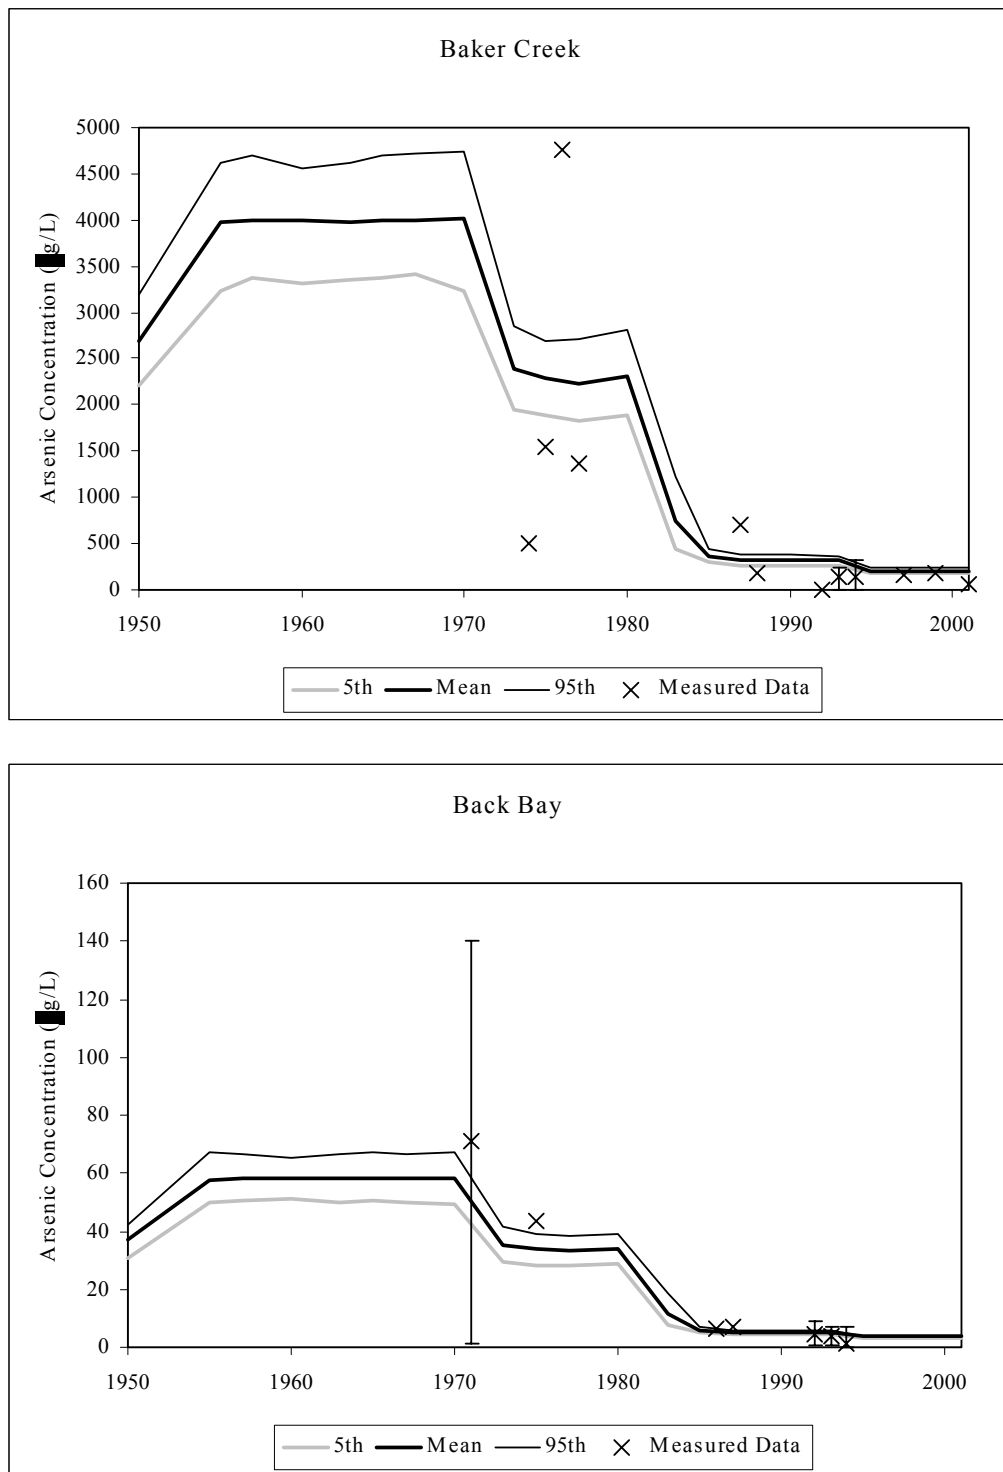 Baker Creek
Arsenic Concentration (g/L)
5000
4500
4000
3500
3000
2500
2000
1500
1000
500
0
1950 1960 1970 1980 1990 2000
5th Mean 95th Measured Data
Back Bay
Arsenic Concentration (g/L)
160
140
120
100
80
60
40
20
0
1950 1960 1970 1980 1990 2000
5th Mean 95th Measured Data